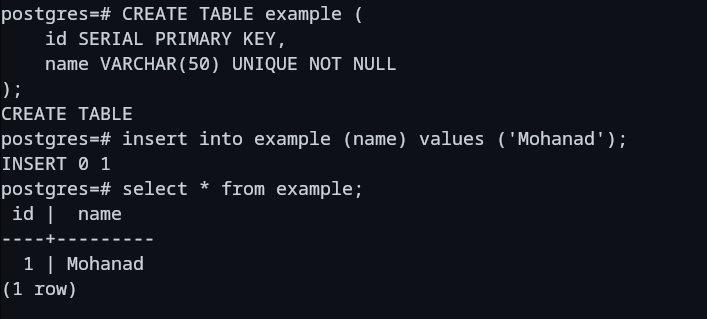 postgres=# CREATE TABLE example (
    id SERIAL PRIMARY KEY,
    name VARCHAR(50) UNIQUE NOT NULL
);
CREATE TABLE
postgres=# insert into example (name) values ('Mohanad');
INSERT 0 1
postgres=# select * from example;
 id |  name
----+---------
  1 | Mohanad
(1 row)